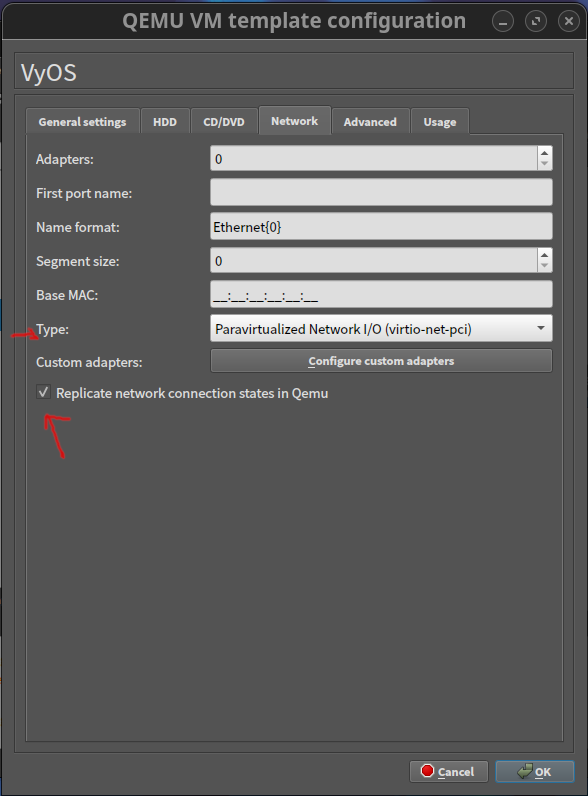 QEMU VM template configuration
VyOS
General settings HDD CD/DVD Network Advanced Usage
Adapters: 0
First port name:
Name format: Ethernet{0}
Segment size: 0
Base MAC: __:__:__:__:__:__
Type: Paravirtualized Network I/O (virtio-net-pci)
Custom adapters: Configure custom adapters
Replicate network connection states in Qemu
Cancel OK